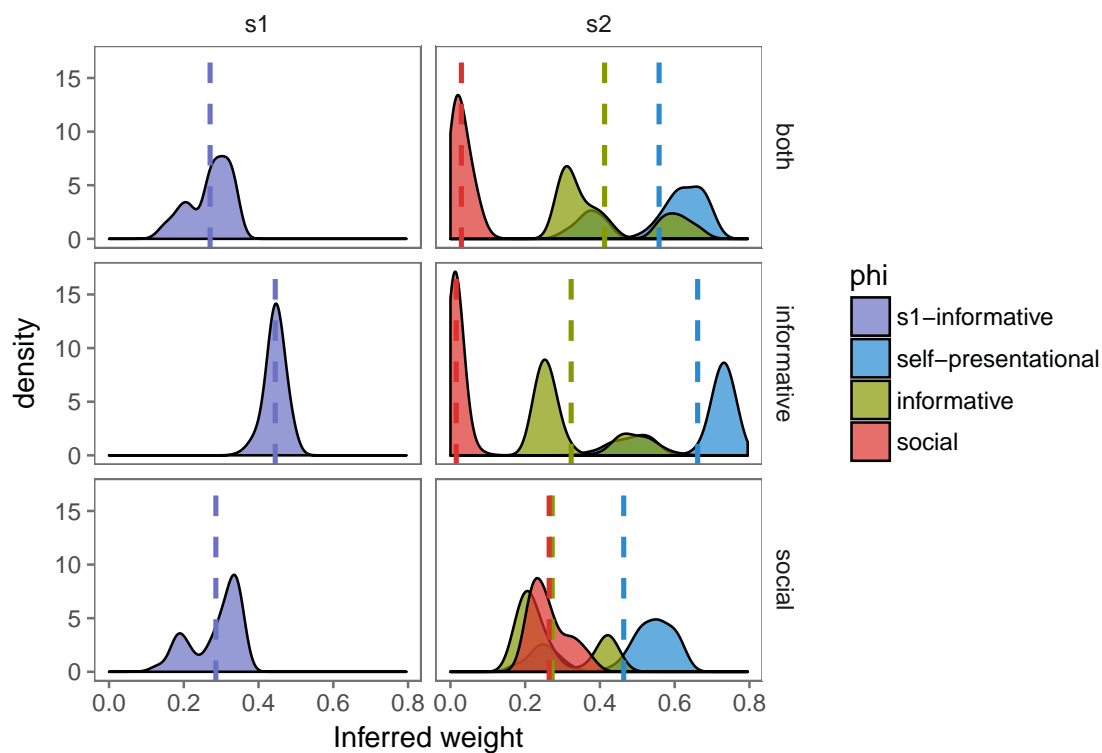 s1
s2
15
10
5
0
both
15
10
5
0
informative
15
10
5
0
social
density
0.0 0.2 0.4 0.6 0.8
0.0 0.2 0.4 0.6 0.8
Inferred weight
phi
s1−informative
self−presentational
informative
social